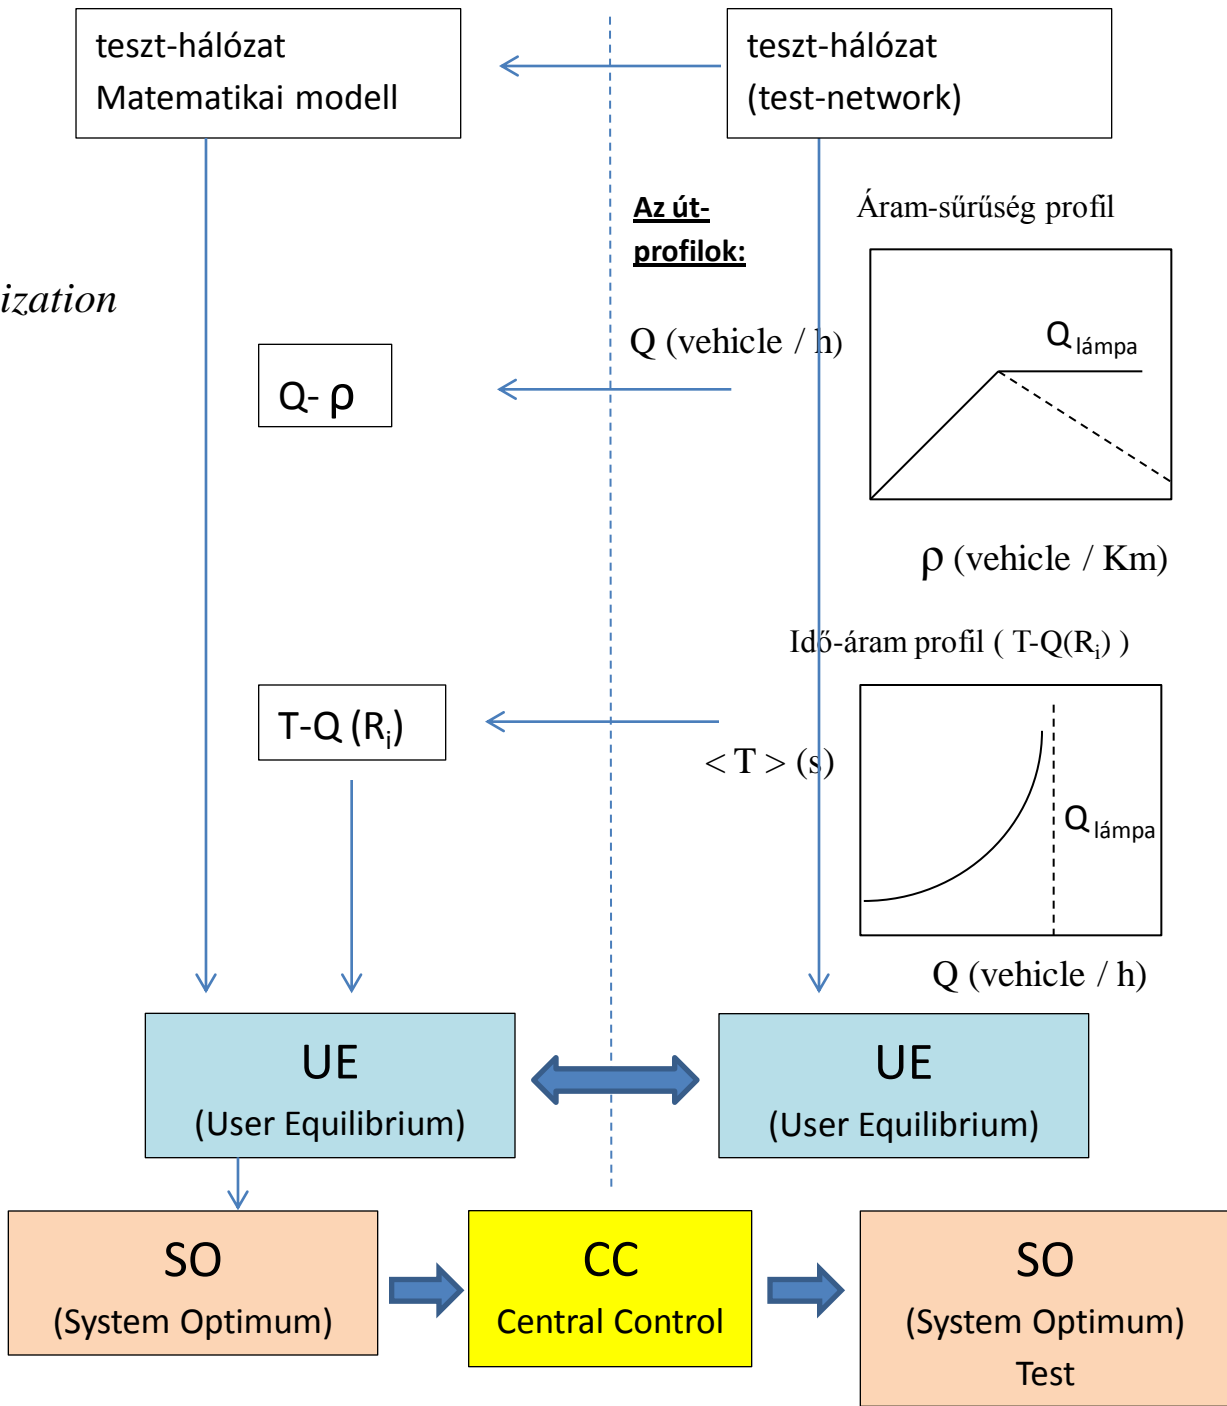 teszt-hálózat
Matematikai modell
teszt-hálózat
(test-network)
Az út-
profilok:
Áram-sűrűség profil
ization
Q (vehicle / h)
Q lámpa
Q- ρ
ρ (vehicle / Km)
Idő-áram profil ( T-Q(Ri) )
T-Q (Ri)
< T > (s)
Q lámpa
Q (vehicle / h)
UE
(User Equilibrium)
UE
(User Equilibrium)
SO
(System Optimum)
CC
Central Control
SO
(System Optimum)
Test